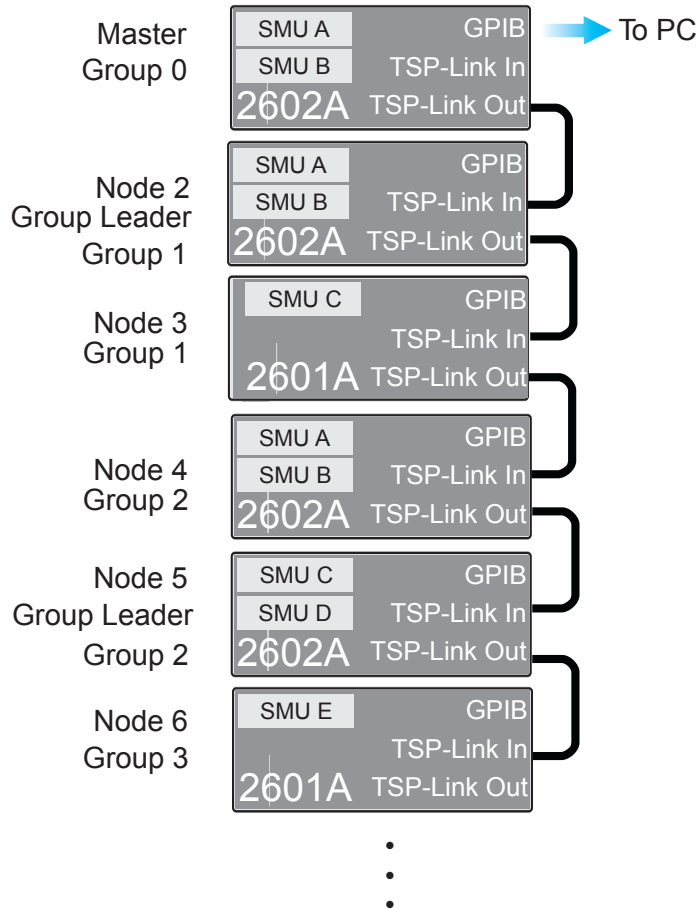 Master
Group 0
SMU A
GPIB
To PC
SMU B
TSP-Link In
2602A
TSP-Link Out
Node 2
Group Leader
Group 1
SMU A
GPIB
SMU B
TSP-Link In
2602A
TSP-Link Out
Node 3
Group 1
SMU C
GPIB
TSP-Link In
2601A
TSP-Link Out
Node 4
Group 2
SMU A
GPIB
SMU B
TSP-Link In
2602A
TSP-Link Out
Node 5
Group Leader
Group 2
SMU C
GPIB
SMU D
TSP-Link In
2602A
TSP-Link Out
Node 6
Group 3
SMU E
GPIB
TSP-Link In
2601A
TSP-Link Out